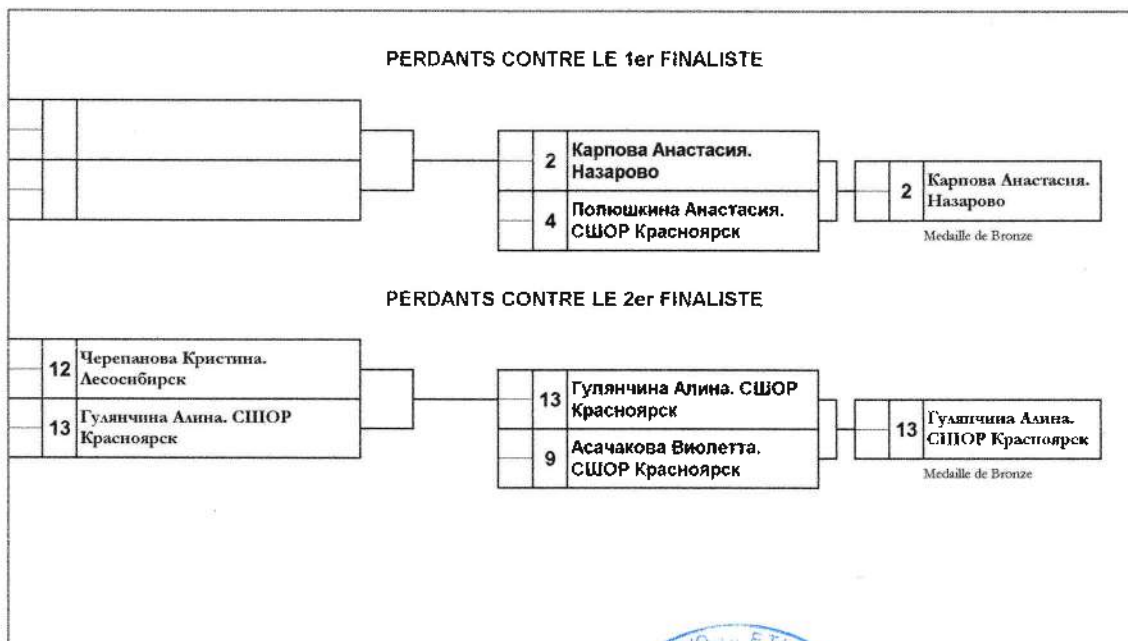 PERDANTS CONTRE LE 1er FINALISTE
2
Карпова Анастасия.
Назарово
4
Полюшкина Анастасия.
СШОР Красноярск
2
Карпова Анастасия.
Назарово
Medaille de Bronze
PERDANTS CONTRE LE 2er FINALISTE
12
Черепанова Кристина.
Лесосибирск
13
Гулянчина Алина. СШОР
Красноярск
13
Гулянчина Алина. СШОР
Красноярск
9
Асачакова Виолетта.
СШОР Красноярск
13
Гулянчина Алина.
СШОР Красноярск
Medaille de Bronze